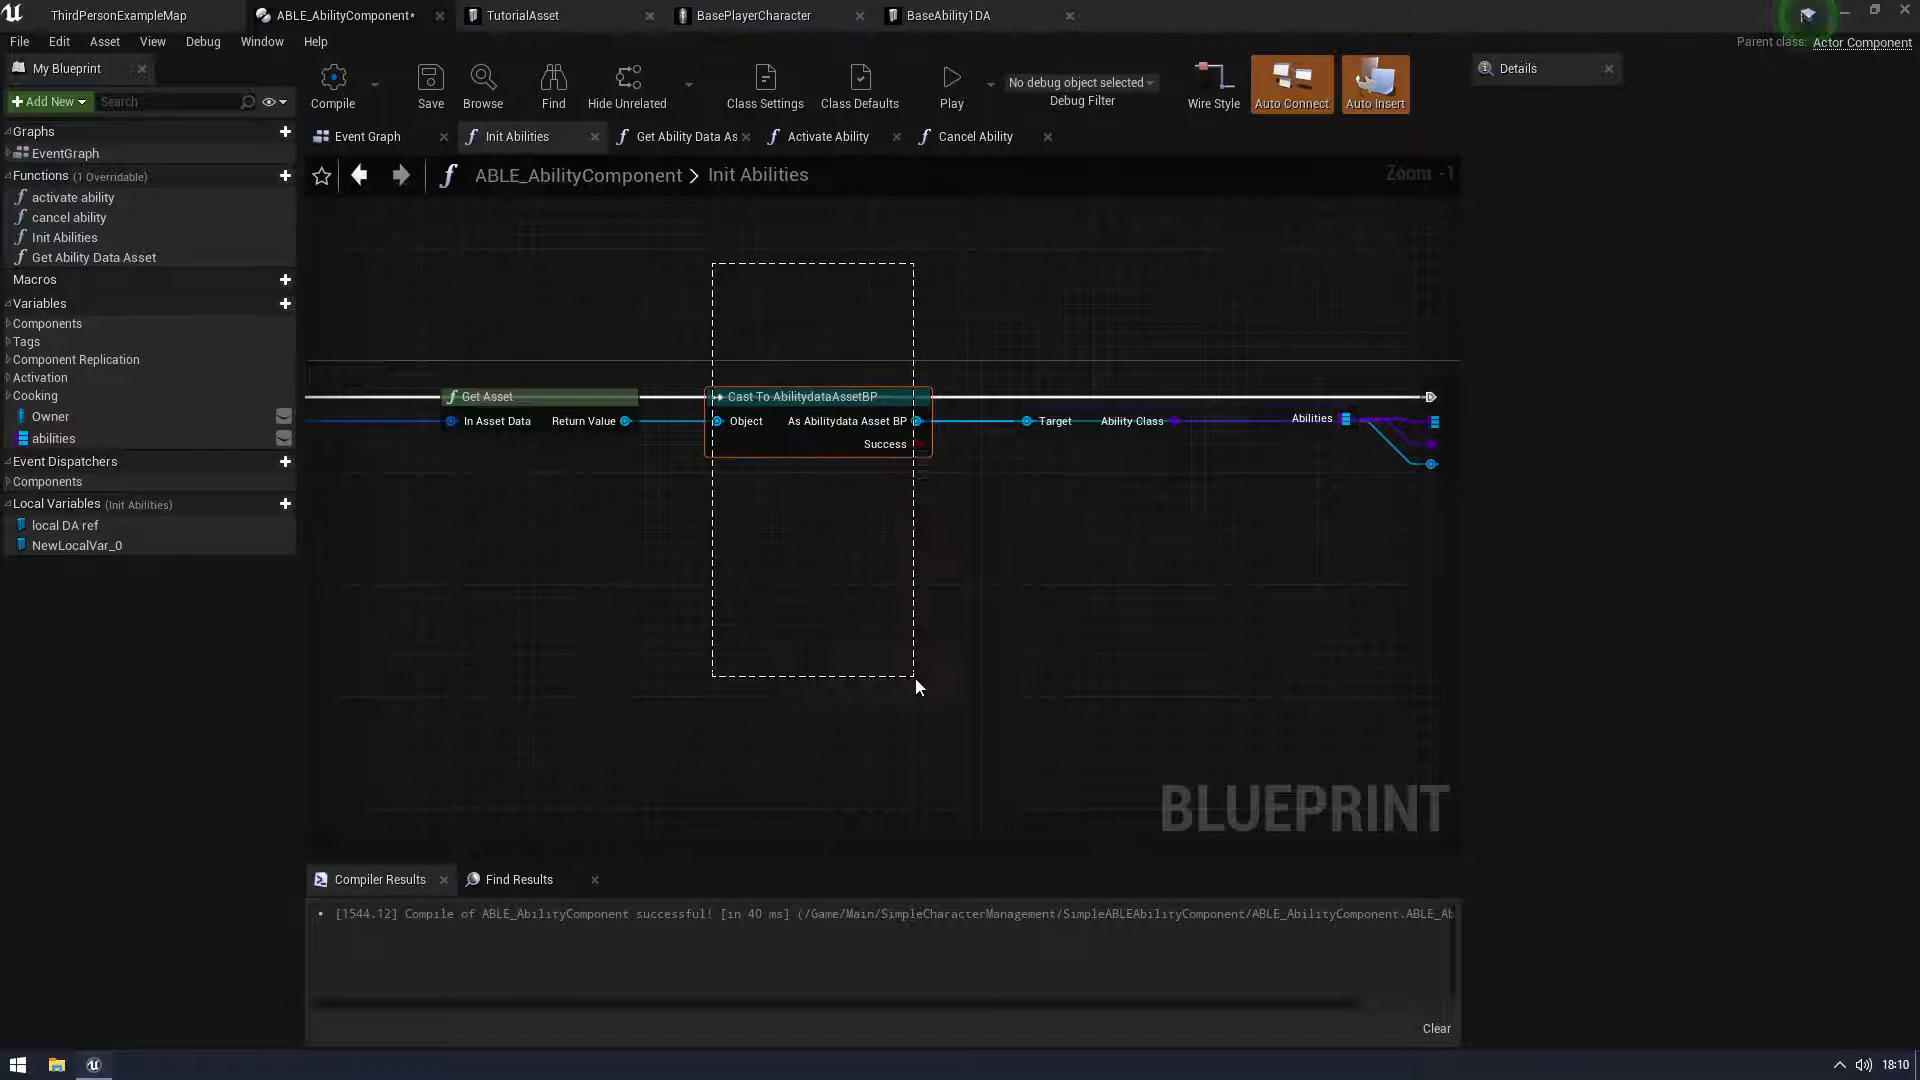 ThirdPersonExampleMap
ABLE_AbilityComponent*
TutorialAsset
BasePlayerCharacter
BaseAbility1DA
File Edit Asset View Debug Window Help
Parent class: Actor Component
My Blueprint
Add New
Search
Compile
Save
Browse
Find
Hide Unrelated
Class Settings
Class Defaults
Play
No debug object selected
Debug Filter
Wire Style
Auto Connect
Auto Insert
Details
Event Graph
Init Abilities
Get Ability Data As
Activate Ability
Cancel Ability
ABLE_AbilityComponent > Init Abilities
Zoom -1
Graphs
EventGraph
Functions (1 Overridable)
activate ability
cancel ability
Init Abilities
Get Ability Data Asset
Macros
Variables
Components
Tags
Component Replication
Activation
Cooking
Owner
abilities
Event Dispatchers
Components
Local Variables (Init Abilities)
local DA ref
NewLocalVar_0
Get Asset
In Asset Data Return Value
Cast To AbilitydataAssetBP
Object As Abilitydata Asset BP
Success
Target Ability Class
Abilities
BLUEPRINT
Compiler Results
Find Results
[1544.12] Compile of ABLE_AbilityComponent successful! [in 40 ms] (/Game/Main/SimpleCharacterManagement/SimpleABLEAbilityComponent/ABLE_AbilityComponent.ABLE_Ab
Clear
18:10